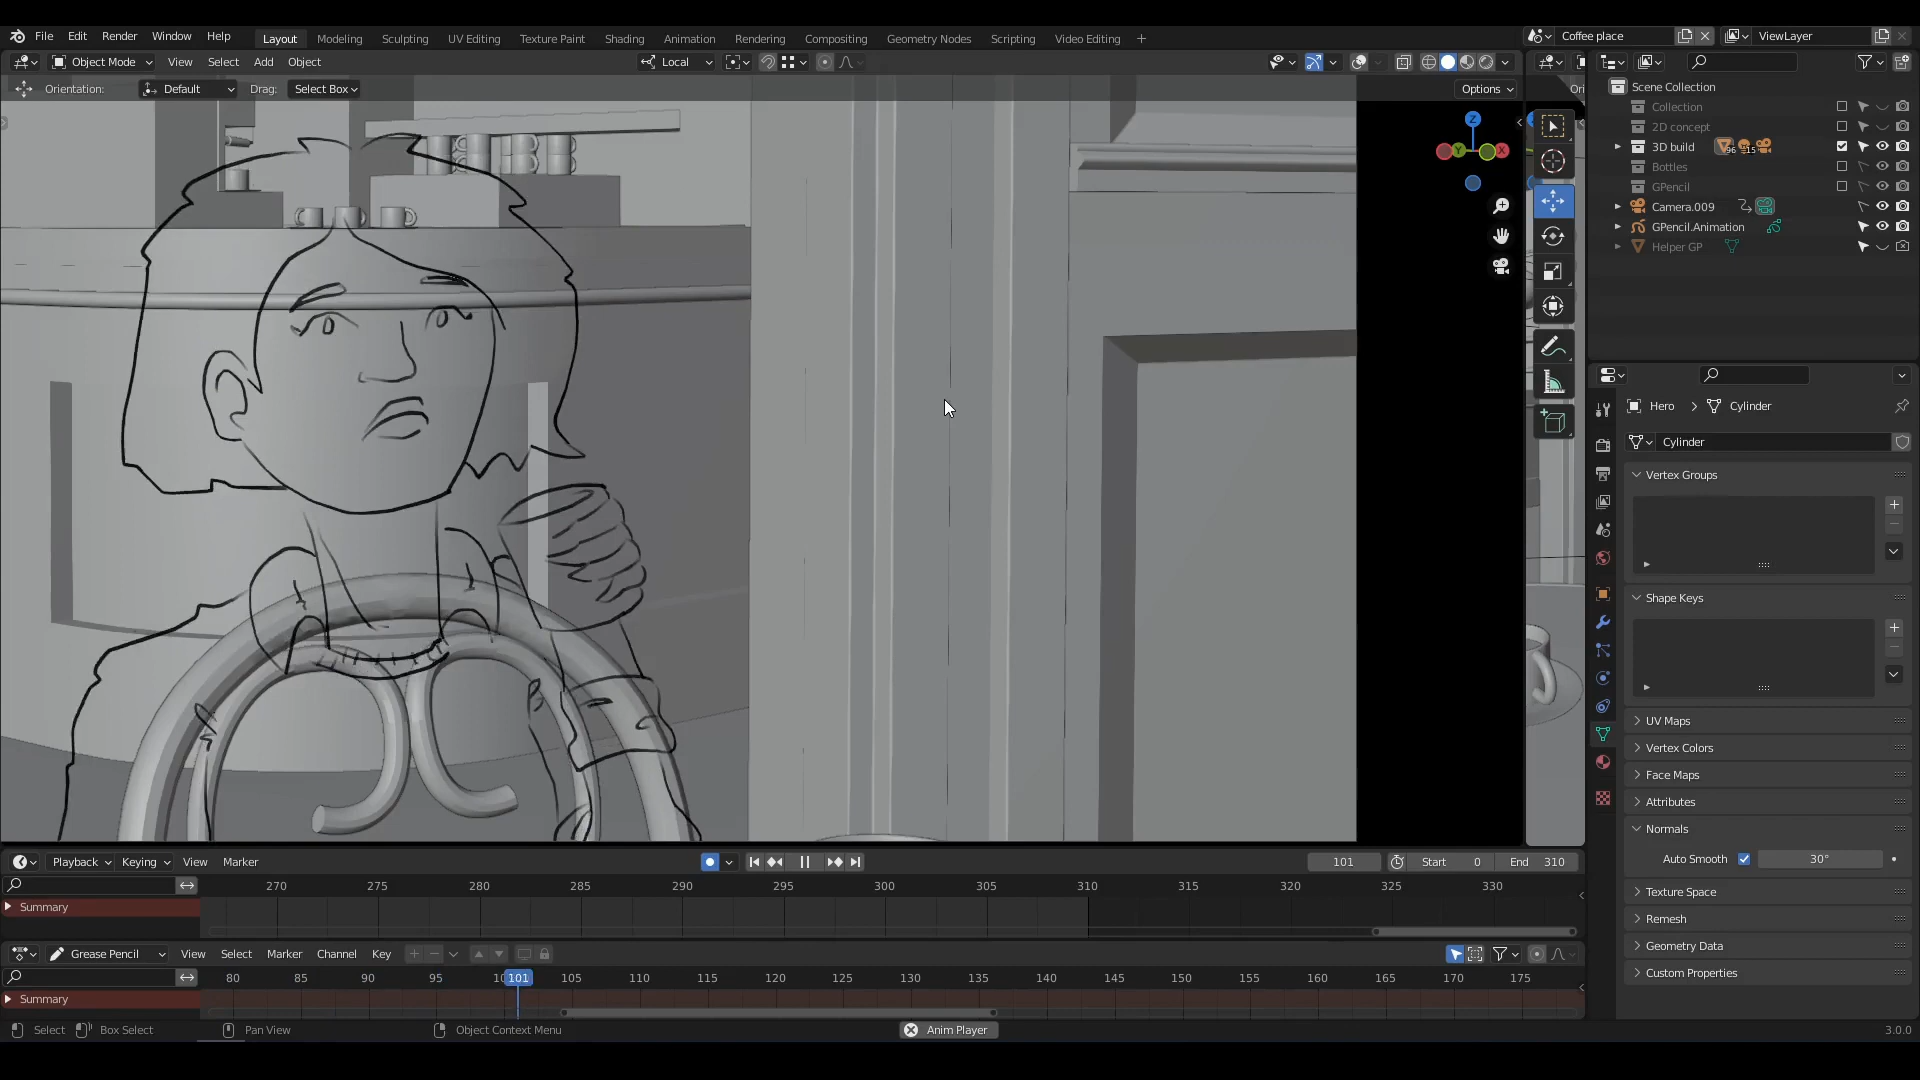 File Edit Render Window Help Layout Modeling Sculpting UV Editing Texture Paint Shading Animation Rendering Compositing Geometry Nodes Scripting Video Editing + Coffee place ViewLayer
Object Mode View Select Add Object Local
Orientation: Default Drag: Select Box Options Ori
Scene Collection
Collection
2D concept
3D build 96 15
Bottles
GPencil
Camera.009
GPencil.Animation
Helper GP
Z
Y X
Hero > Cylinder
Cylinder
Vertex Groups
Shape Keys
UV Maps
Vertex Colors
Face Maps
Attributes
Normals
Auto Smooth 30°
Texture Space
Remesh
Geometry Data
Custom Properties
Playback Keying View Marker 101 Start 0 End 310
270 275 280 285 290 295 300 305 310 315 320 325 330
Summary
Grease Pencil View Select Marker Channel Key
80 85 90 95 101 105 110 115 120 125 130 135 140 145 150 155 160 165 170 175
Summary
Select Box Select Pan View Object Context Menu Anim Player 3.0.0